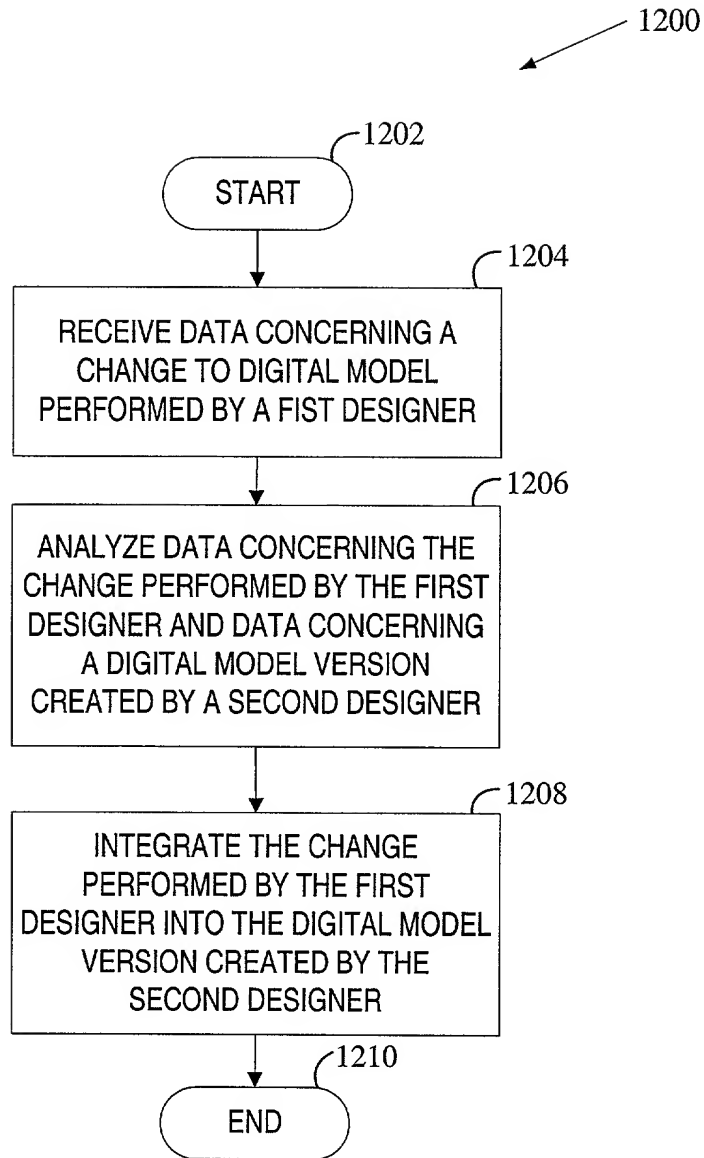 1200
1202
START
1204
RECEIVE DATA CONCERNING A
CHANGE TO DIGITAL MODEL
PERFORMED BY A FIST DESIGNER
1206
ANALYZE DATA CONCERNING THE
CHANGE PERFORMED BY THE FIRST
DESIGNER AND DATA CONCERNING
A DIGITAL MODEL VERSION
CREATED BY A SECOND DESIGNER
1208
INTEGRATE THE CHANGE
PERFORMED BY THE FIRST
DESIGNER INTO THE DIGITAL MODEL
VERSION CREATED BY THE
SECOND DESIGNER
1210
END